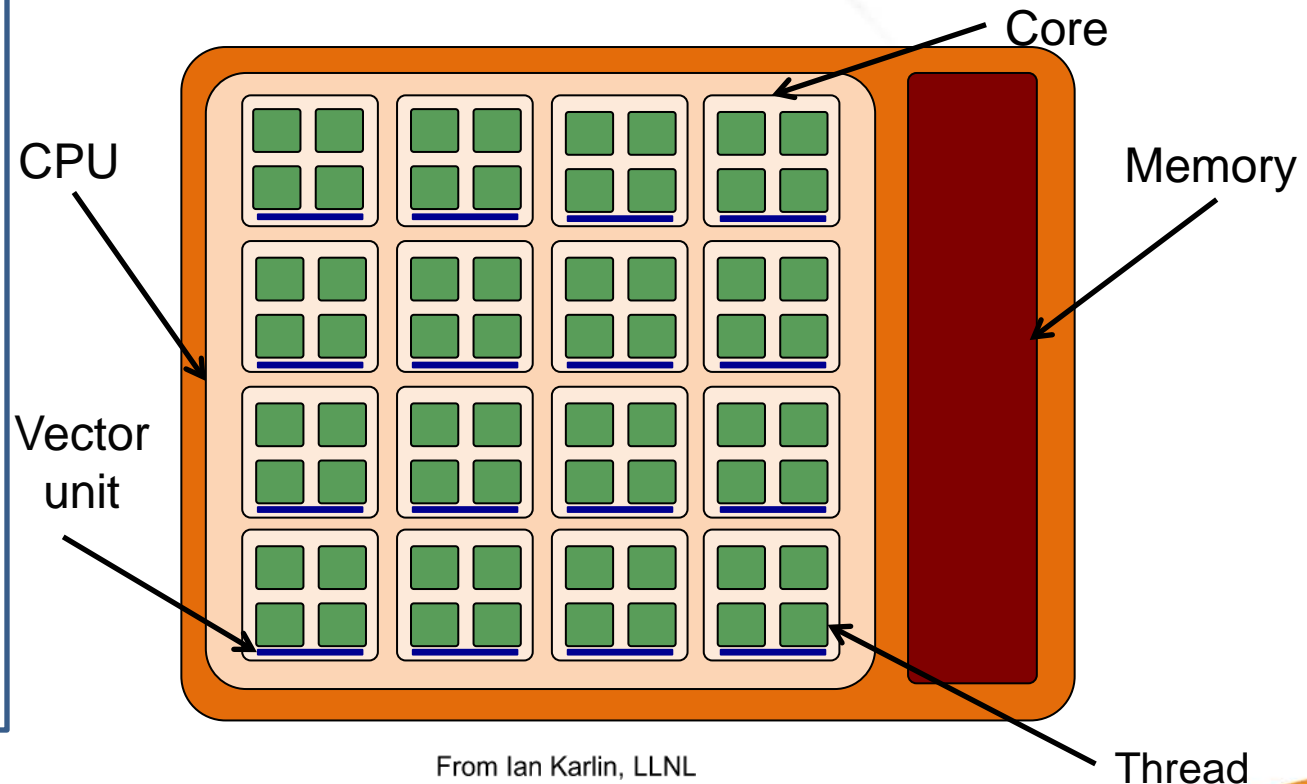 Core
CPU
Memory
Vector
unit
From Ian Karlin, LLNL
Thread